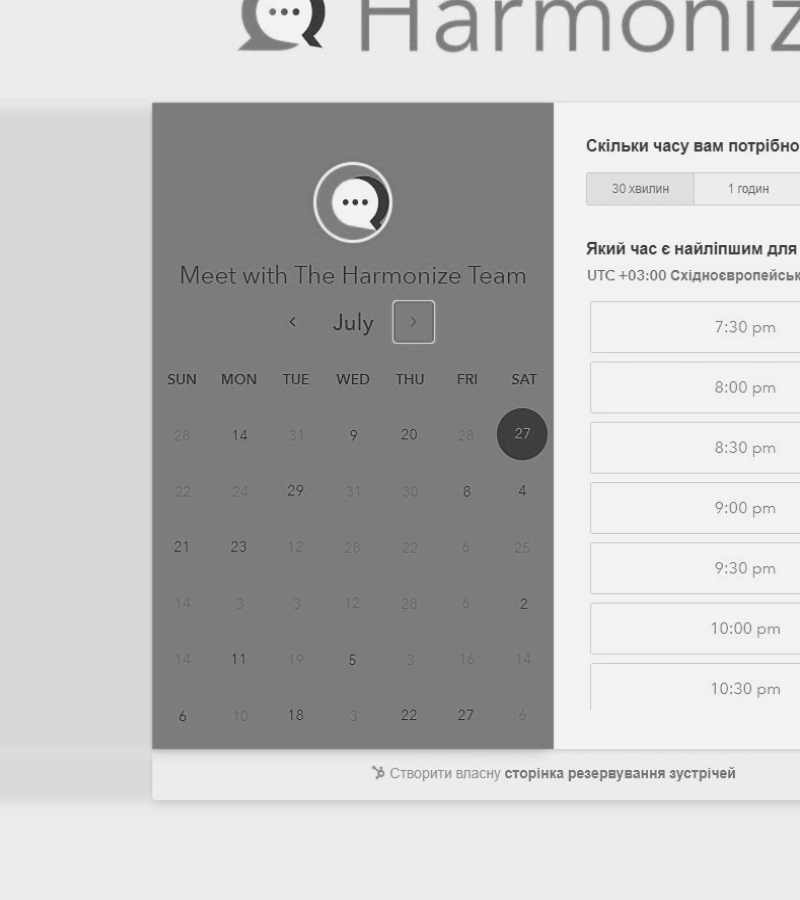 Harmoniz
Meet with The Harmonize Team
July
SUN MON TUE WED THU FRI SAT
28 14 31 9 20 28 27
22 24 29 31 30 8 4
21 23 12 28 22 6 25
14 3 3 12 28 6 2
14 11 19 5 3 16 14
6 10 18 3 22 27 6
Скільки часу вам потрібно
30 хвилин 1 годин
Який час є найліпшим для
UTC +03:00 Східноєвропейськ
7:30 pm
8:00 pm
8:30 pm
9:00 pm
9:30 pm
10:00 pm
10:30 pm
Створити власну сторінка резервування зустрічей